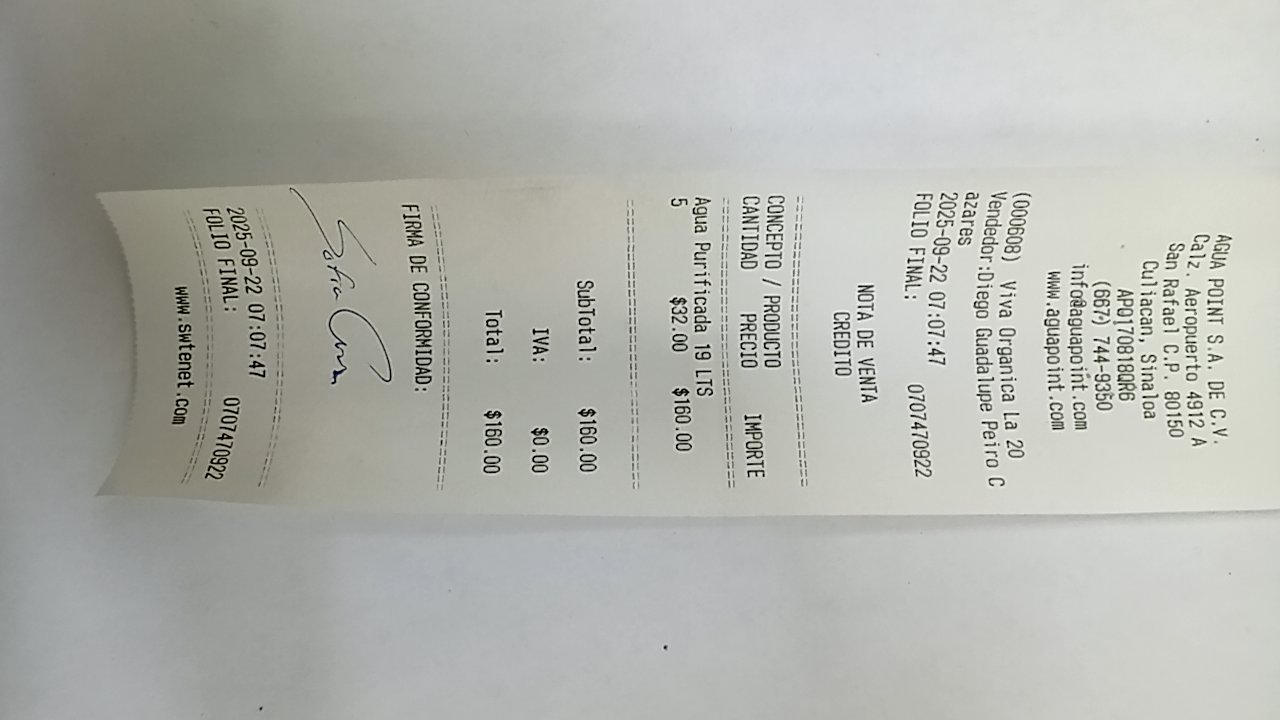 AGUA POINT S.A. DE C.V.
Calz. Aeropuerto 4912 A
San Rafael C.P. 80150
Culiacan, Sinaloa
APO170818QR6
(667) 744-9350
info@aguapoint.com
www.aguapoint.com
(000608) Viva Organica La 20
Vendedor:Diego Guadalupe Peiro C
azares
2025-09-22 07:07:47
FOLIO FINAL: 0707470922
NOTA DE VENTA
CREDITO
CONCEPTO / PRODUCTO
CANTIDAD PRECIO IMPORTE
Agua Purificada 19 LTS
5 $32.00 $160.00
SubTotal: $160.00
IVA: $0.00
Total: $160.00
FIRMA DE CONFORMIDAD:
2025-09-22 07:07:47
FOLIO FINAL: 0707470922
www.swtenet.com